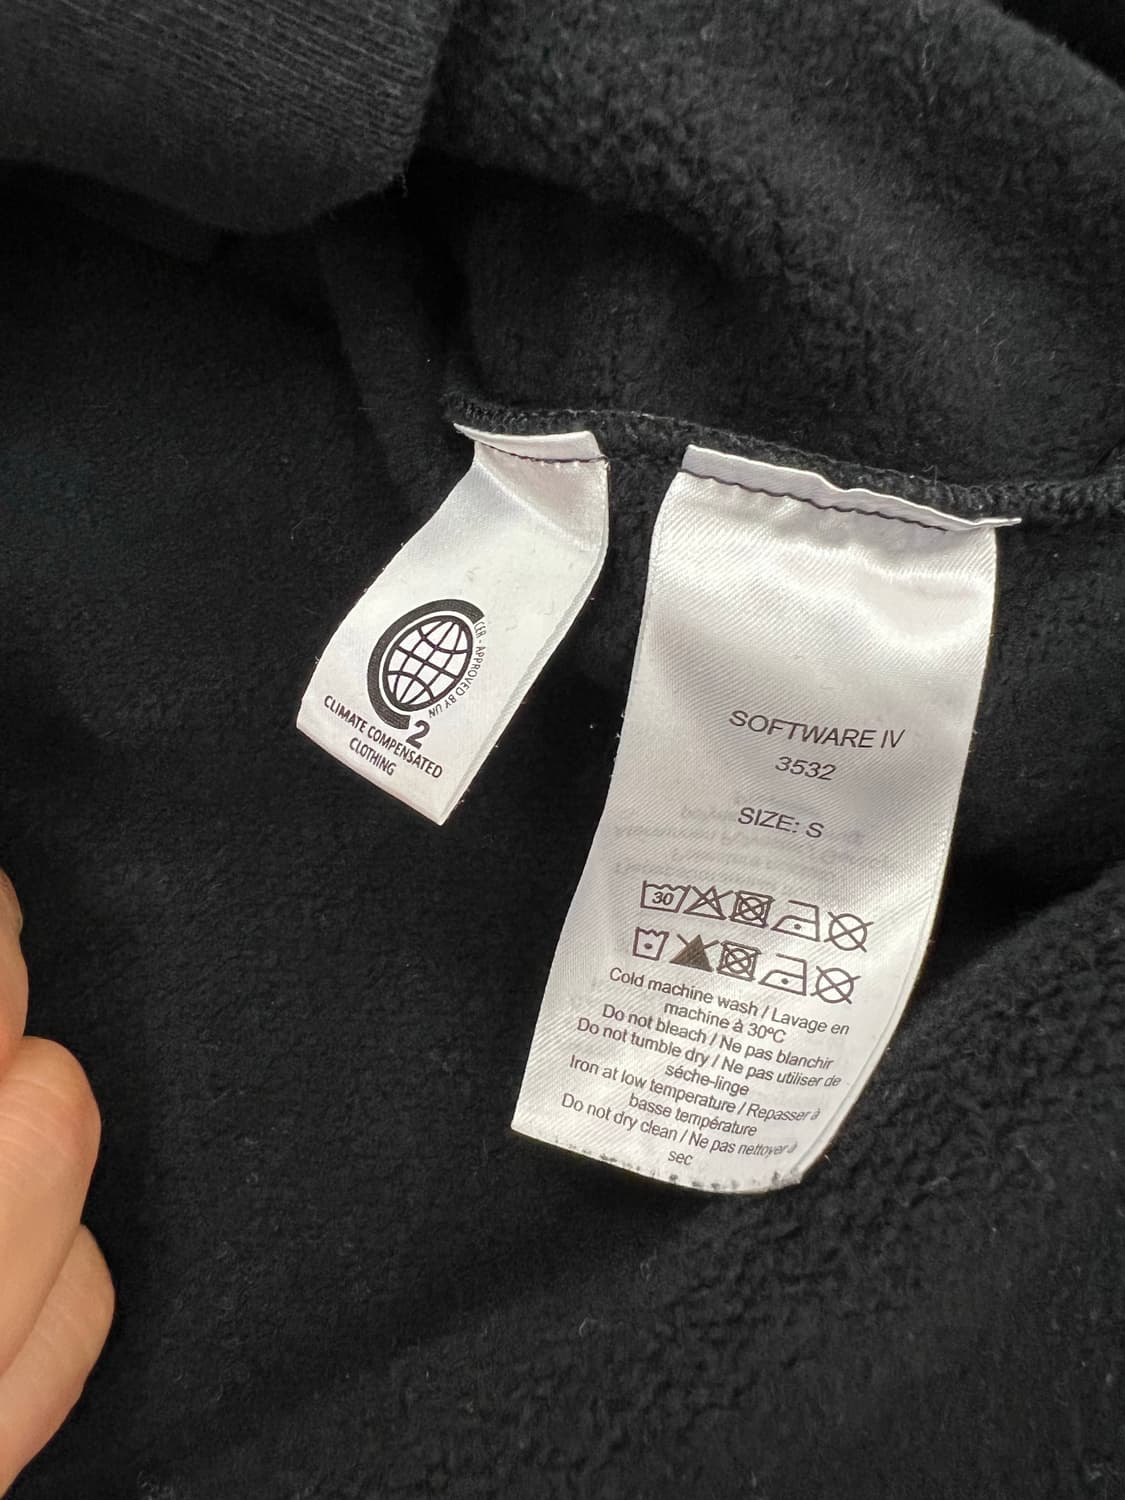 CER - APPROVED BY UN
2
CLIMATE COMPENSATED
CLOTHING
SOFTWARE IV
3532
SIZE: S
30
Cold machine wash / Lavage en
machine à 30ºC
Do not bleach / Ne pas blanchir
Do not tumble dry / Ne pas utiliser de
séche-linge
Iron at low temperature / Repasser à
basse température
Do not dry clean / Ne pas nettoyer à
sec